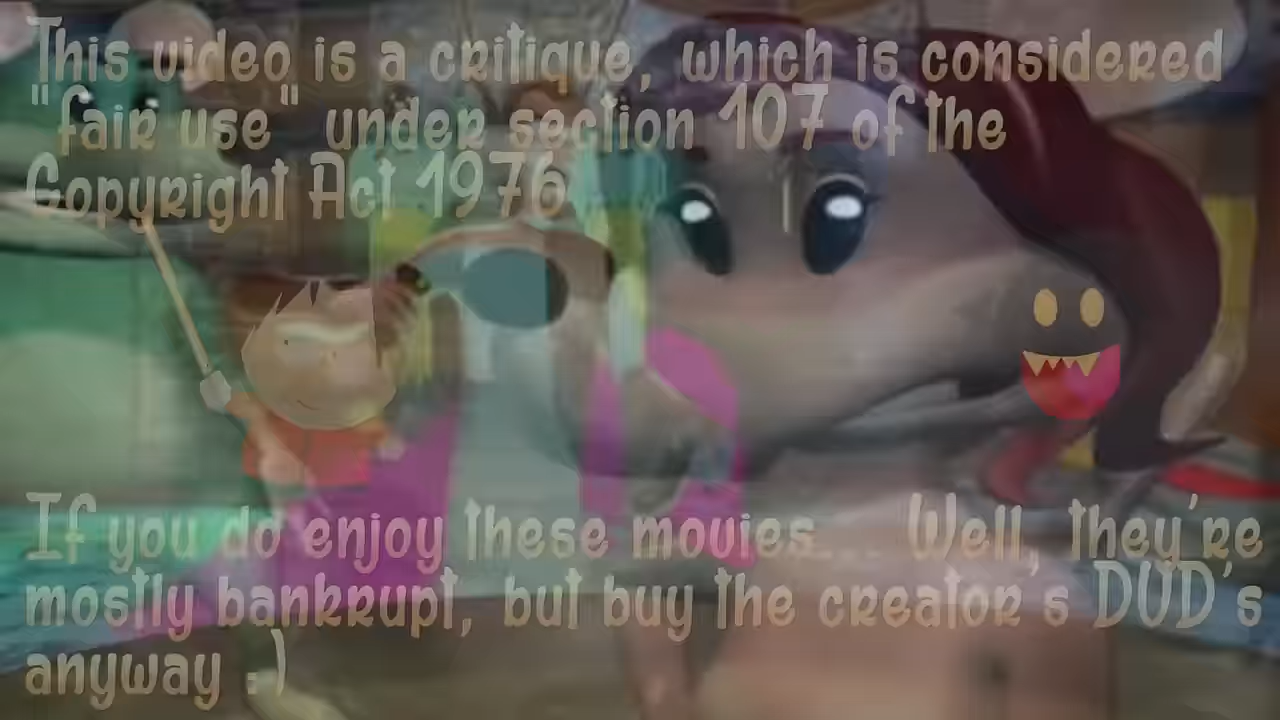 This video is a critique, which is considered
"fair use" under section 107 of the
Copyright Act 1976
If you do enjoy these movies... Well, they're
mostly bankrupt, but buy the creator's DVD's
anyway :)